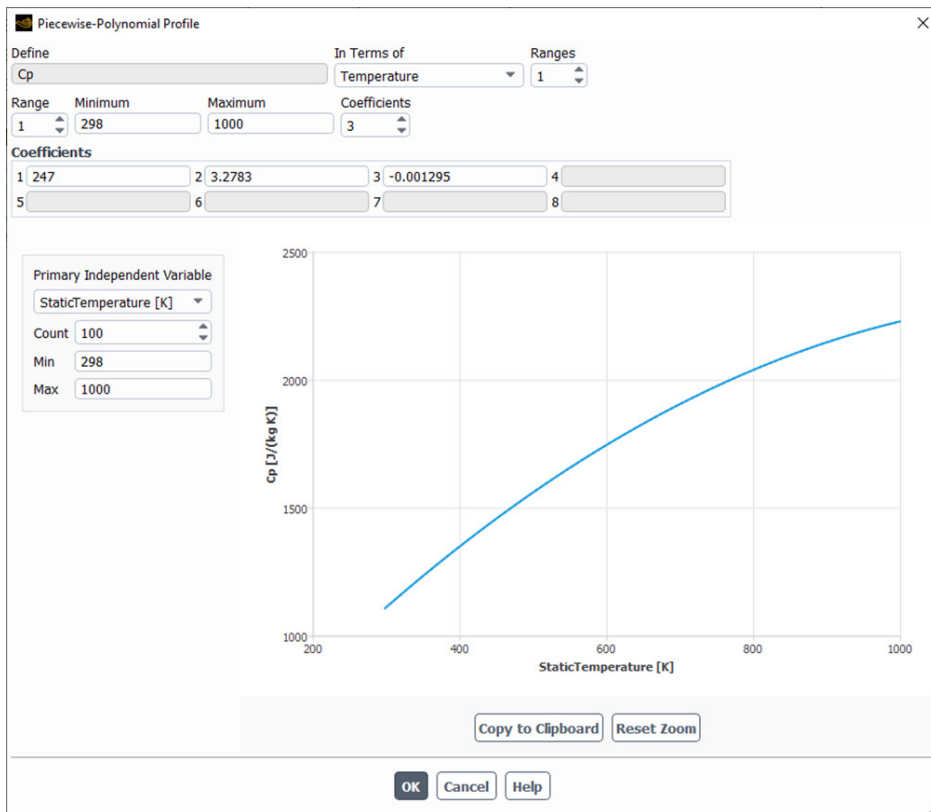 Piecewise-Polynomial Profile
Define In Terms of Ranges
Cp Temperature 1
Range Minimum Maximum Coefficients
1 298 1000 3
Coefficients
1 247 2 3.2783 3 -0.001295 4
5 6 7 8
Primary Independent Variable
StaticTemperature [K]
Count 100
Min 298
Max 1000
2500
2000
1500
1000
Cp [J/(kg K)]
200 400 600 800 1000
StaticTemperature [K]
Copy to Clipboard Reset Zoom
OK Cancel Help